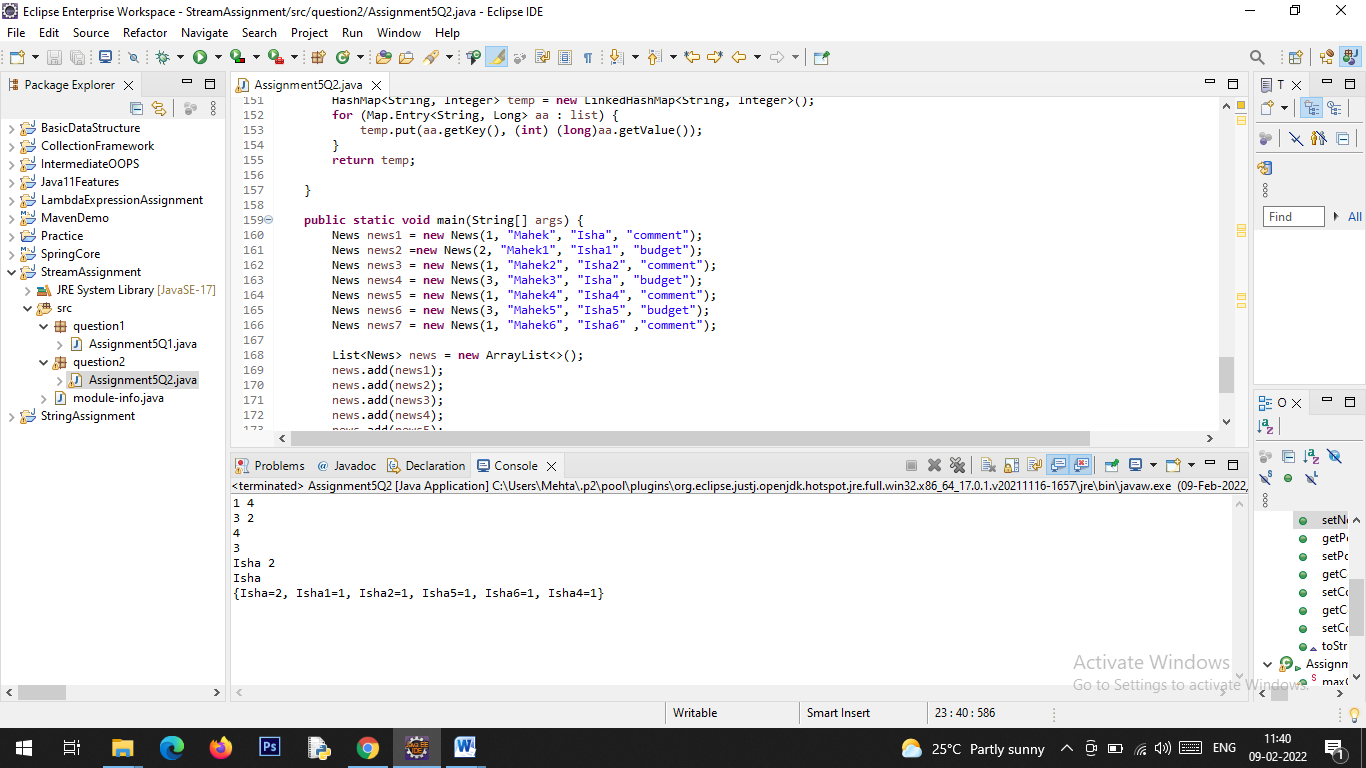 Eclipse Enterprise Workspace - StreamAssignment/src/question2/Assignment5Q2.java - Eclipse IDE
File Edit Source Refactor Navigate Search Project Run Window Help
Package Explorer
BasicDataStructure
CollectionFramework
IntermediateOOPS
Java11Features
LambdaExpressionAssignment
MavenDemo
Practice
SpringCore
StreamAssignment
JRE System Library [JavaSE-17]
src
question1
Assignment5Q1.java
question2
Assignment5Q2.java
module-info.java
StringAssignment
Assignment5Q2.java
151 HashMap<String, Integer> temp = new LinkedHashMap<String, Integer>();
152 for (Map.Entry<String, Long> aa : list) {
153 temp.put(aa.getKey(), (int) (long)aa.getValue());
154 }
155 return temp;
156
157 }
158
159 public static void main(String[] args) {
160 News news1 = new News(1, "Mahek", "Isha", "comment");
161 News news2 =new News(2, "Mahek1", "Isha1", "budget");
162 News news3 = new News(1, "Mahek2", "Isha2", "comment");
163 News news4 = new News(3, "Mahek3", "Isha", "budget");
164 News news5 = new News(1, "Mahek4", "Isha4", "comment");
165 News news6 = new News(3, "Mahek5", "Isha5", "budget");
166 News news7 = new News(1, "Mahek6", "Isha6" ,"comment");
167
168 List<News> news = new ArrayList<>();
169 news.add(news1);
170 news.add(news2);
171 news.add(news3);
172 news.add(news4);
173 news.add(news5);
Problems @ Javadoc Declaration Console
<terminated> Assignment5Q2 [Java Application] C:\Users\Mehta\.p2\pool\plugins\org.eclipse.justj.openjdk.hotspot.jre.full.win32.x86_64_17.0.1.v20211116-1657\jre\bin\javaw.exe (09-Feb-2022,
1 4
3 2
4
3
Isha 2
Isha
{Isha=2, Isha1=1, Isha2=1, Isha5=1, Isha6=1, Isha4=1}
T
Find All
O
setN
getP
setPc
getC
setCc
getC
setCc
toStr
Assignm
max
Activate Windows
Go to Settings to activate Windows.
Writable Smart Insert 23 : 40 : 586
Ps
W
25°C Partly sunny ENG 11:40
09-02-2022
1